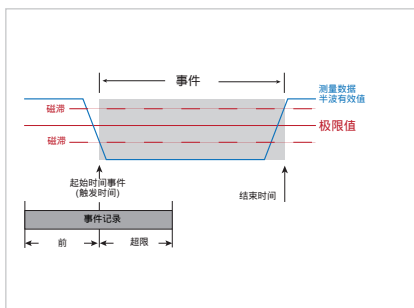 事件
测量数据
半波有效值
磁滞
极限值
磁滞
起始时间事件
(触发时间)
结束时间
事件记录
前
超限